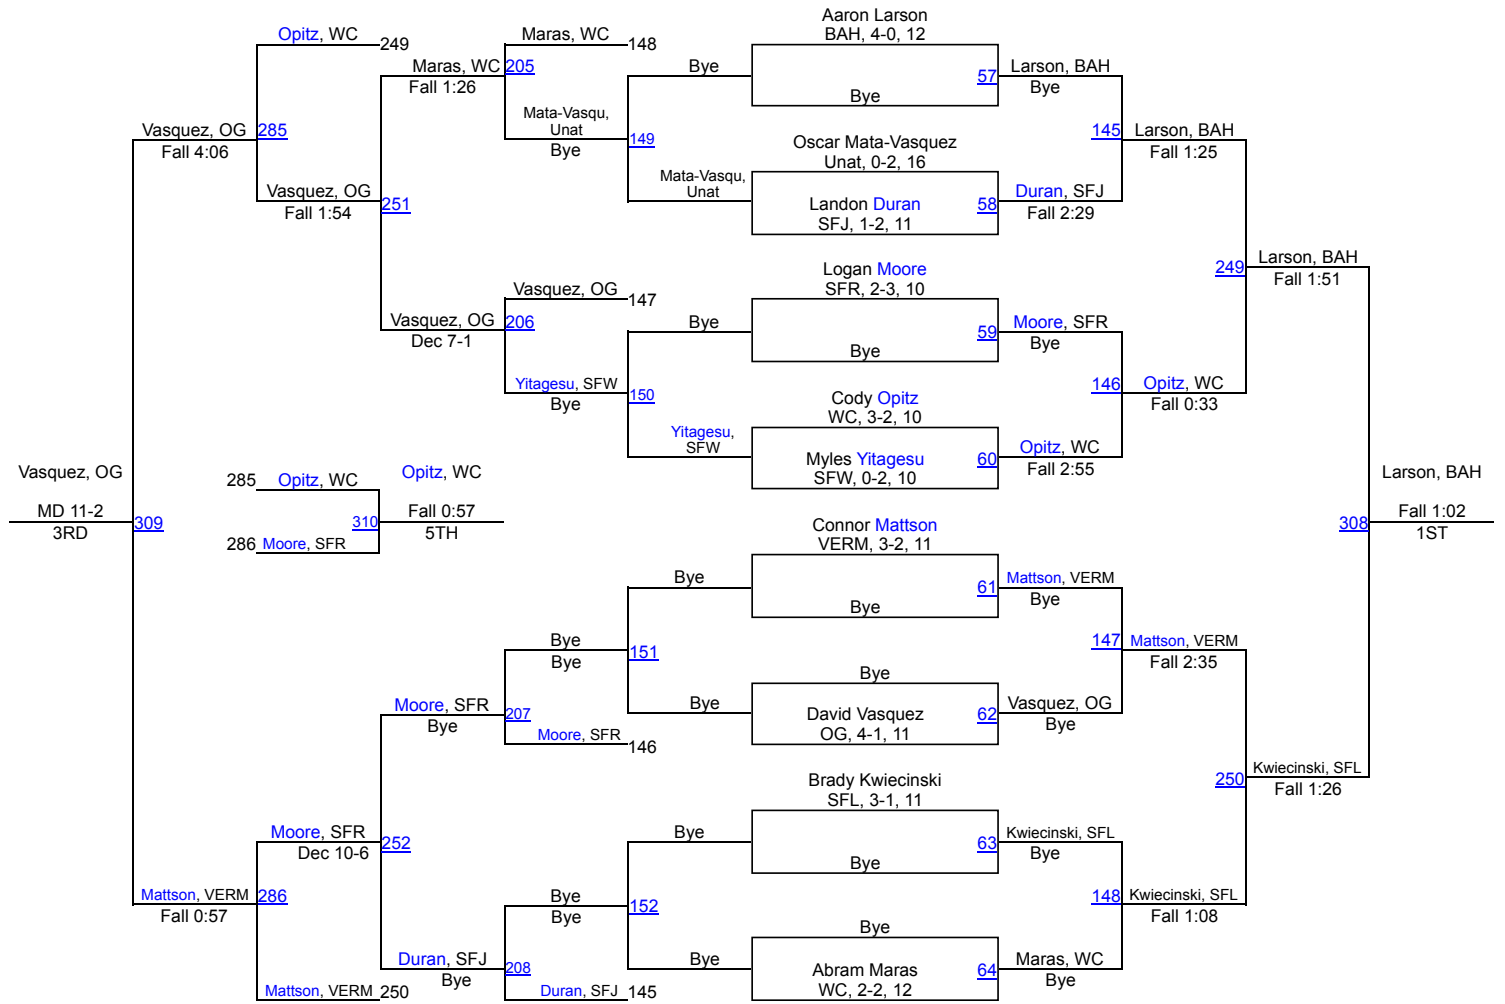 Aaron Larson
BAH, 4-0, 12
Opitz, WC
249
Maras, WC
148
Maras, WC
205
Fall 1:26
Bye
57
Larson, BAH
Bye
Bye
Mata-Vasqu,
Unat
Bye
149
Vasquez, OG
285
Fall 4:06
145
Larson, BAH
Fall 1:25
Oscar Mata-Vasquez
Unat, 0-2, 16
Mata-Vasqu,
Unat
Vasquez, OG
Fall 1:54
251
Landon Duran
SFJ, 1-2, 11
58
Duran, SFJ
Fall 2:29
Logan Moore
SFR, 2-3, 10
249
Larson, BAH
Fall 1:51
Vasquez, OG
147
Vasquez, OG
206
Dec 7-1
Bye
59
Moore, SFR
Bye
Bye
Yitagesu, SFW
Bye
150
146
Opitz, WC
Fall 0:33
Cody Opitz
WC, 3-2, 10
Yitagesu,
SFW
Myles Yitagesu
SFW, 0-2, 10
60
Opitz, WC
Fall 2:55
Vasquez, OG
285
Opitz, WC
Opitz, WC
Larson, BAH
MD 11-2
309
3RD
310
Fall 0:57
5TH
308
Fall 1:02
1ST
286
Moore, SFR
Connor Mattson
VERM, 3-2, 11
Bye
61
Mattson, VERM
Bye
Bye
Bye
Bye
151
147
Mattson, VERM
Fall 2:35
Bye
Moore, SFR
Bye
207
Bye
David Vasquez
OG, 4-1, 11
62
Vasquez, OG
Bye
Moore, SFR
146
Brady Kwiecinski
SFL, 3-1, 11
250
Kwiecinski, SFL
Fall 1:26
Moore, SFR
Dec 10-6
252
Bye
63
Kwiecinski, SFL
Bye
Bye
Mattson, VERM
286
Fall 0:57
Bye
Bye
152
148
Kwiecinski, SFL
Fall 1:08
Bye
Duran, SFJ
Bye
208
Bye
Abram Maras
WC, 2-2, 12
64
Maras, WC
Bye
Mattson, VERM
250
Duran, SFJ
145